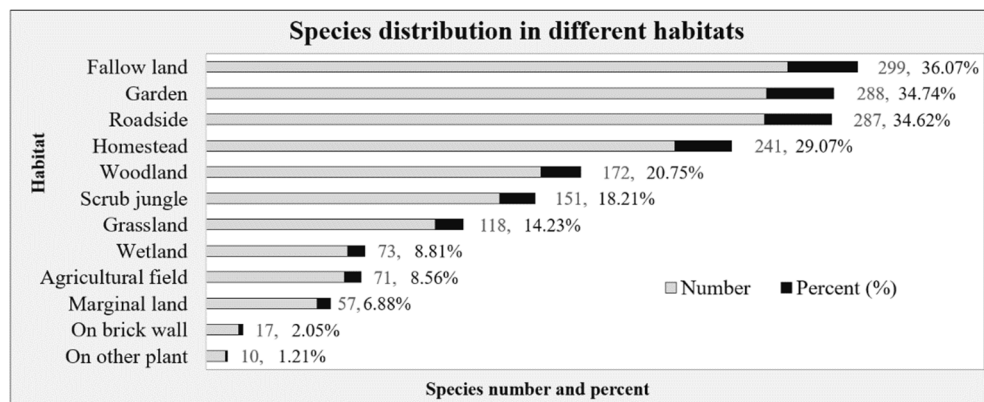 Species distribution in different habitats
Habitat
Fallow land 299, 36.07%
Garden 288, 34.74%
Roadside 287, 34.62%
Homestead 241, 29.07%
Woodland 172, 20.75%
Scrub jungle 151, 18.21%
Grassland 118, 14.23%
Wetland 73, 8.81%
Agricultural field 71, 8.56%
Marginal land 57, 6.88%
On brick wall 17, 2.05%
On other plant 10, 1.21%
Number Percent (%)
Species number and percent